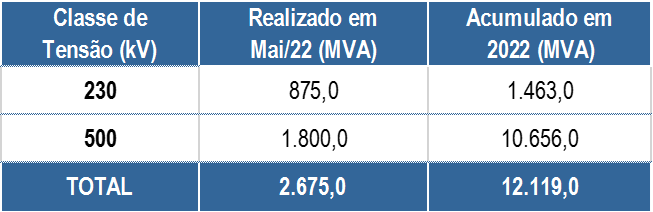 Classe de Tensão (kV) Realizado em Mai/22 (MVA) Acumulado em 2022 (MVA)
230 875,0 1.463,0
500 1.800,0 10.656,0
TOTAL 2.675,0 12.119,0